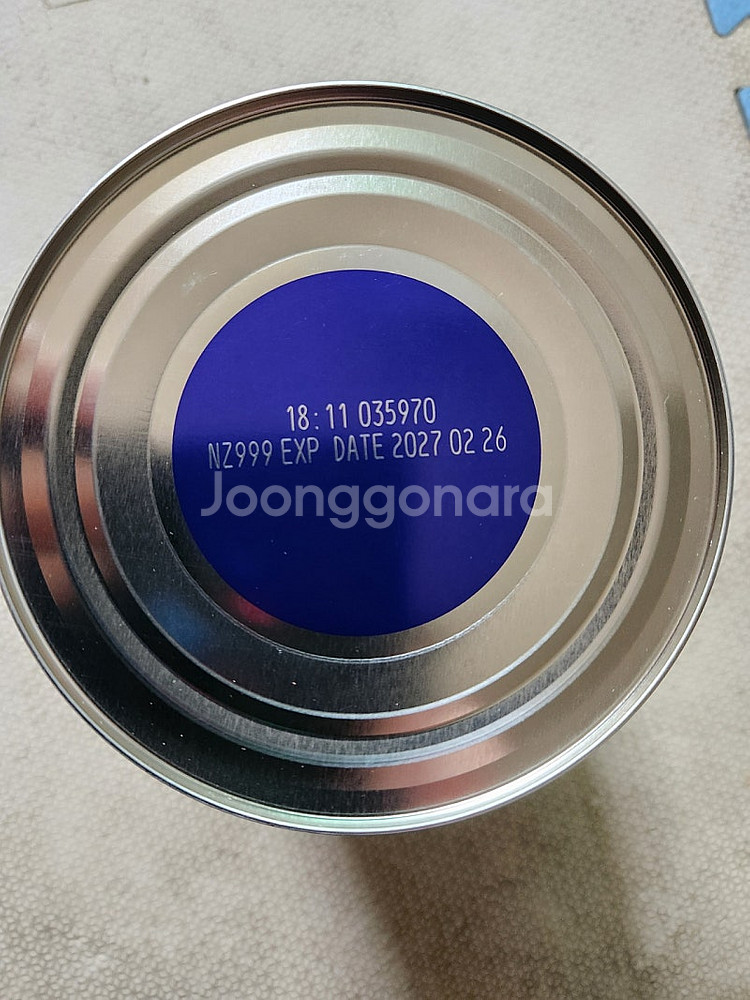 18:11 035970
NZ999 EXP DATE 2027 02 26
Joonggonara